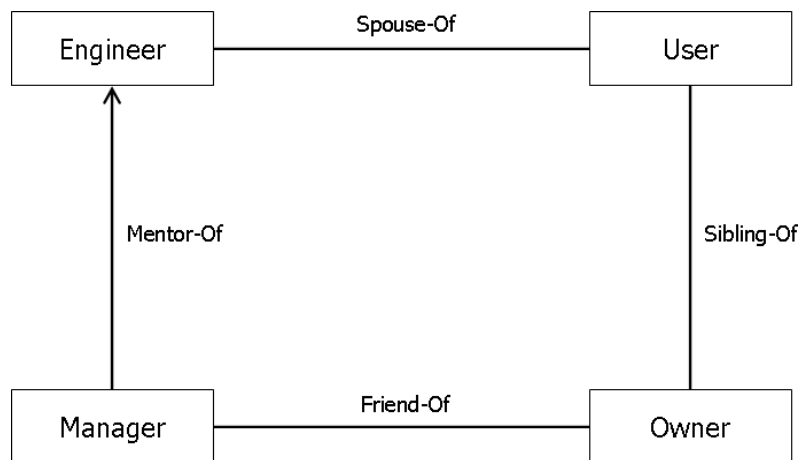 Spouse-Of
Engineer
User
Mentor-Of
Sibling-Of
Friend-Of
Manager
Owner